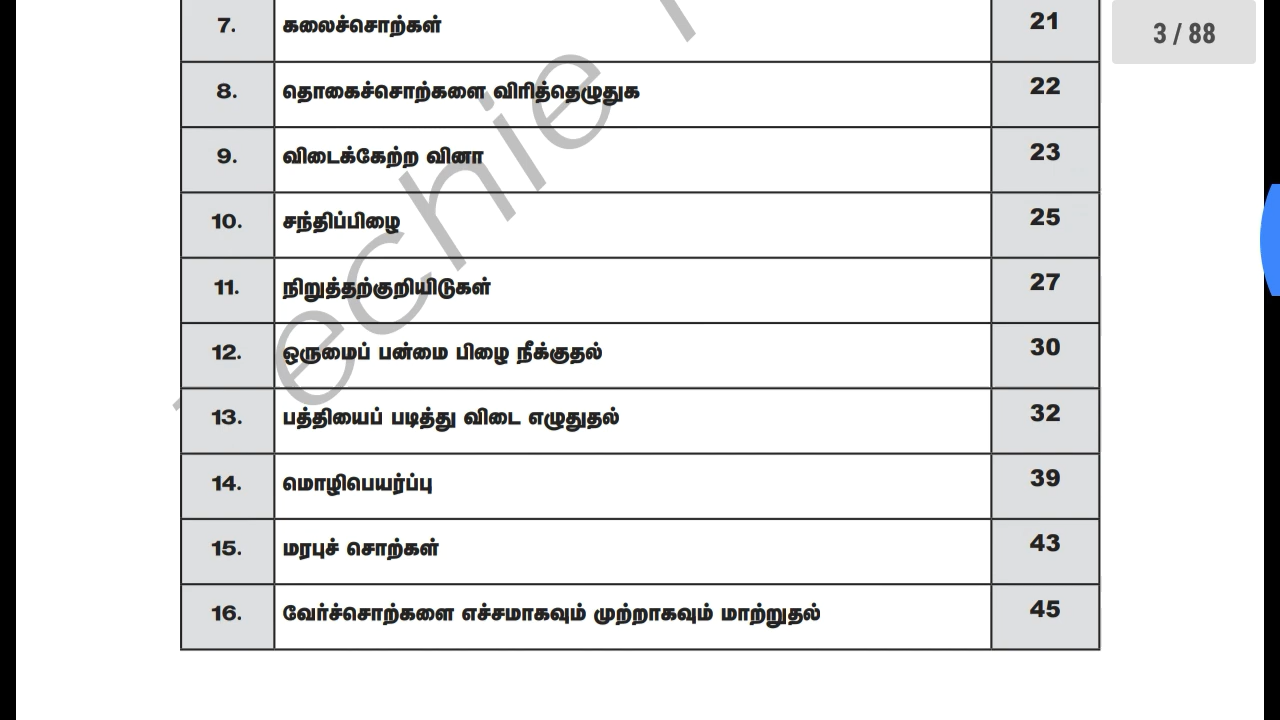 7. கலைச்சொற்கள் 21
3 / 88
8. தொகைச்சொற்களை விரித்தெழுதுக 22
9. விடைக்கேற்ற வினா 23
10. சந்திப்பிழை 25
11. நிறுத்தற்குறியிடுகள் 27
12. ஒருமைப் பன்மை பிழை நீக்குதல் 30
13. பத்தியைப் படித்து விடை எழுதுதல் 32
14. மொழிபெயர்ப்பு 39
15. மரபுச் சொற்கள் 43
16. வேர்ச்சொற்களை எச்சமாகவும் முற்றாகவும் மாற்றுதல் 45